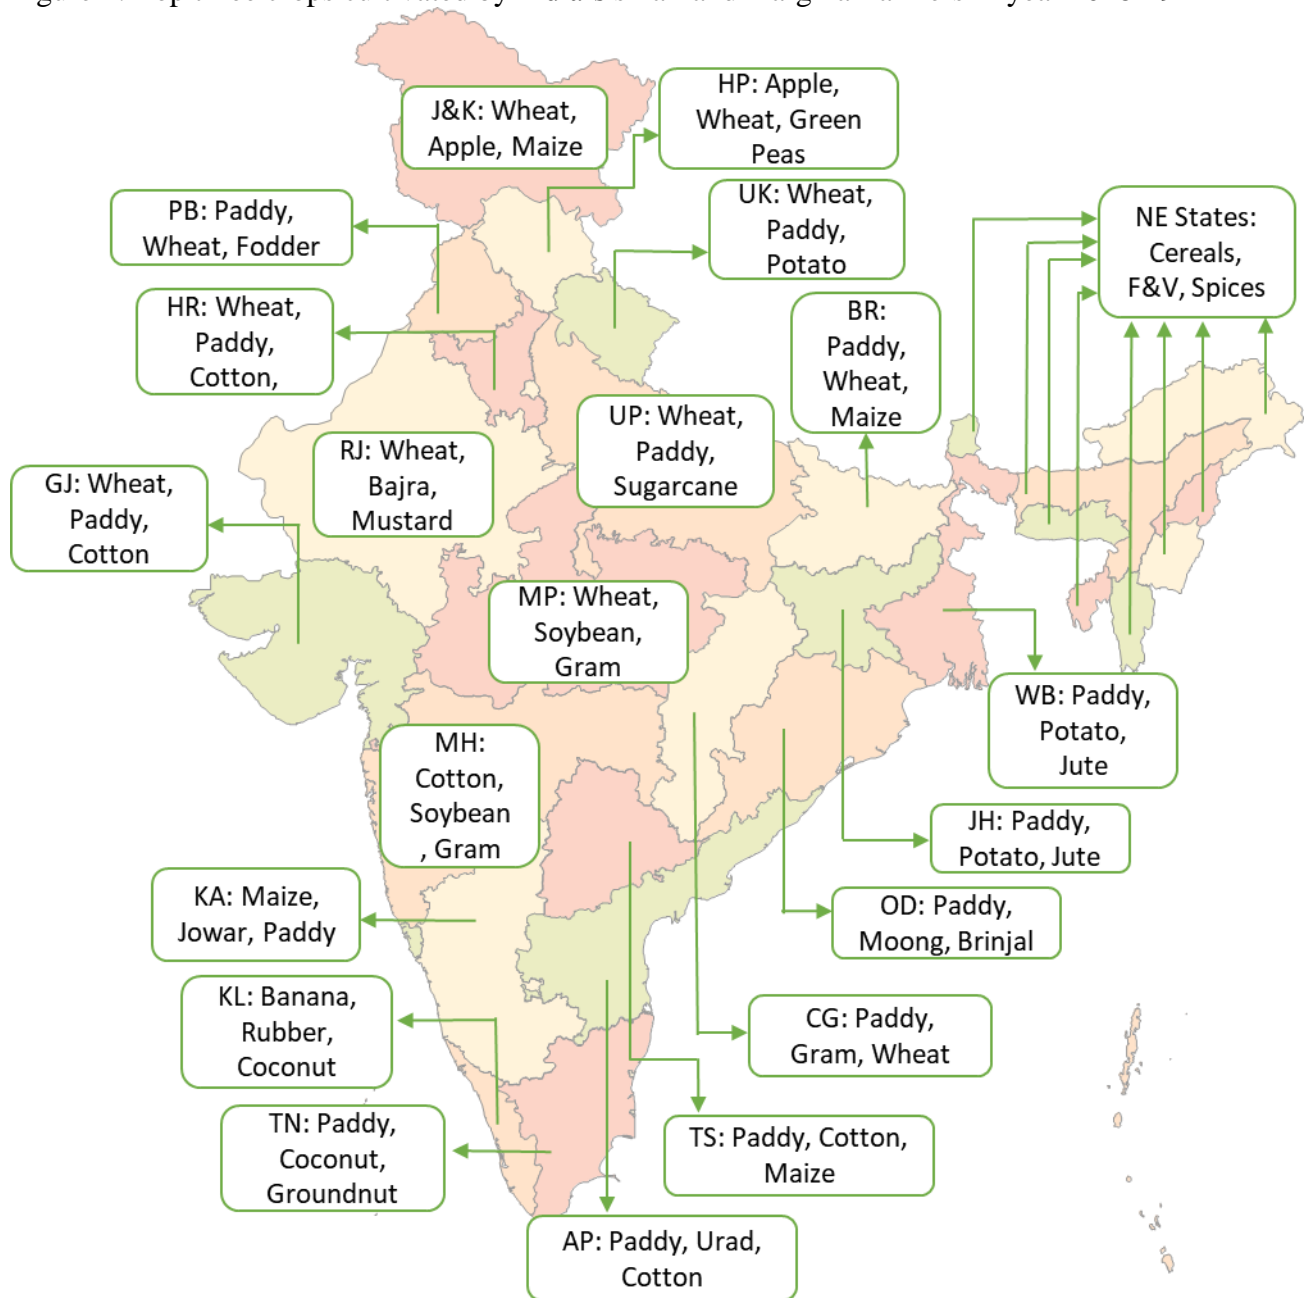 J&K: Wheat,
Apple, Maize
HP: Apple,
Wheat, Green
Peas
PB: Paddy,
Wheat, Fodder
UK: Wheat,
Paddy,
Potato
NE States:
Cereals,
F&V, Spices
HR: Wheat,
Paddy,
Cotton,
BR:
Paddy,
Wheat,
Maize
UP: Wheat,
Paddy,
Sugarcane
RJ: Wheat,
Bajra,
Mustard
GJ: Wheat,
Paddy,
Cotton
MP: Wheat,
Soybean,
Gram
WB: Paddy,
Potato,
Jute
MH:
Cotton,
Soybean
, Gram
JH: Paddy,
Potato, Jute
KA: Maize,
Jowar, Paddy
OD: Paddy,
Moong, Brinjal
KL: Banana,
Rubber,
Coconut
CG: Paddy,
Gram, Wheat
TN: Paddy,
Coconut,
Groundnut
TS: Paddy, Cotton,
Maize
AP: Paddy, Urad,
Cotton